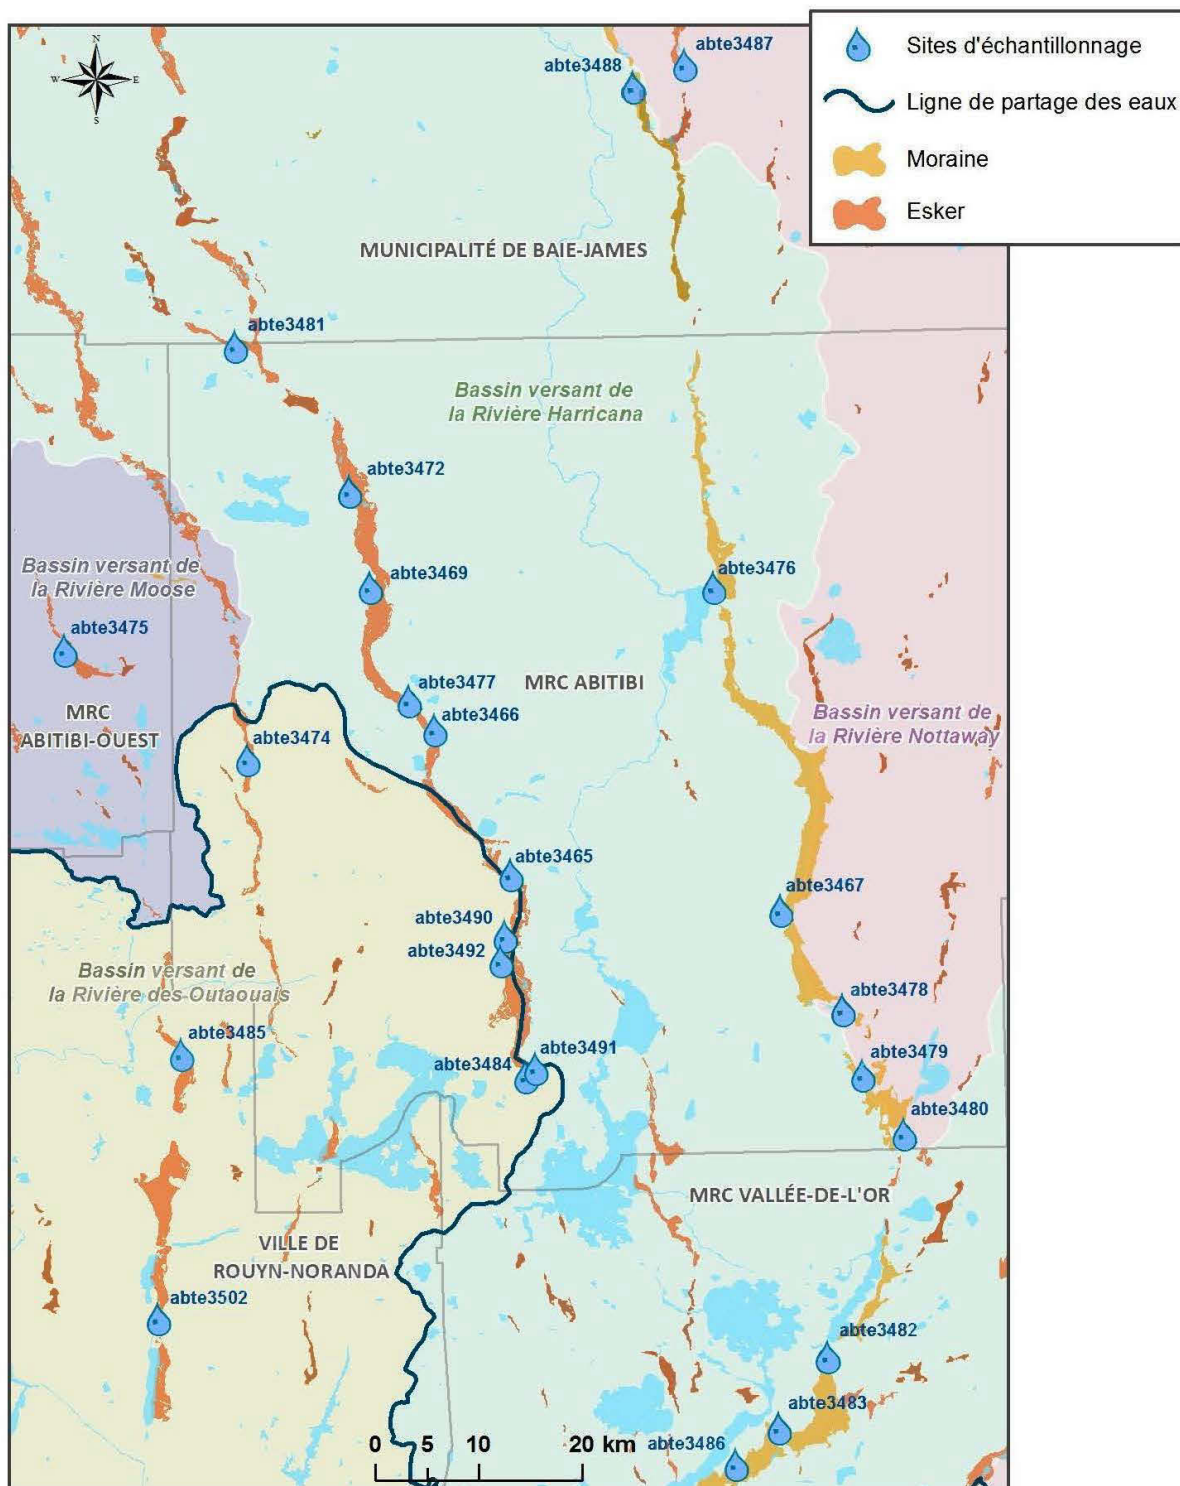 N
W
E
S
abte3487
abte3488
Sites d'échantillonnage
Ligne de partage des eaux
Moraine
Esker
MUNICIPALITÉ DE BAIE-JAMES
abte3481
Bassin versant de
la Rivière Harricana
abte3472
Bassin versant de
la Rivière Moose
abte3469
abte3476
abte3475
abte3477
MRC ABITIBI
abte3466
MRC
ABITIBI-OUEST
Bassin versant de
la Rivière Nottaway
abte3474
abte3465
abte3467
abte3490
abte3492
Bassin versant de
la Rivière des Outaouais
abte3478
abte3485
abte3491
abte3484
abte3479
abte3480
MRC VALLÉE-DE-L'OR
VILLE DE
ROUYN-NORANDA
abte3502
abte3482
abte3483
abte3486
0 5 10 20 km